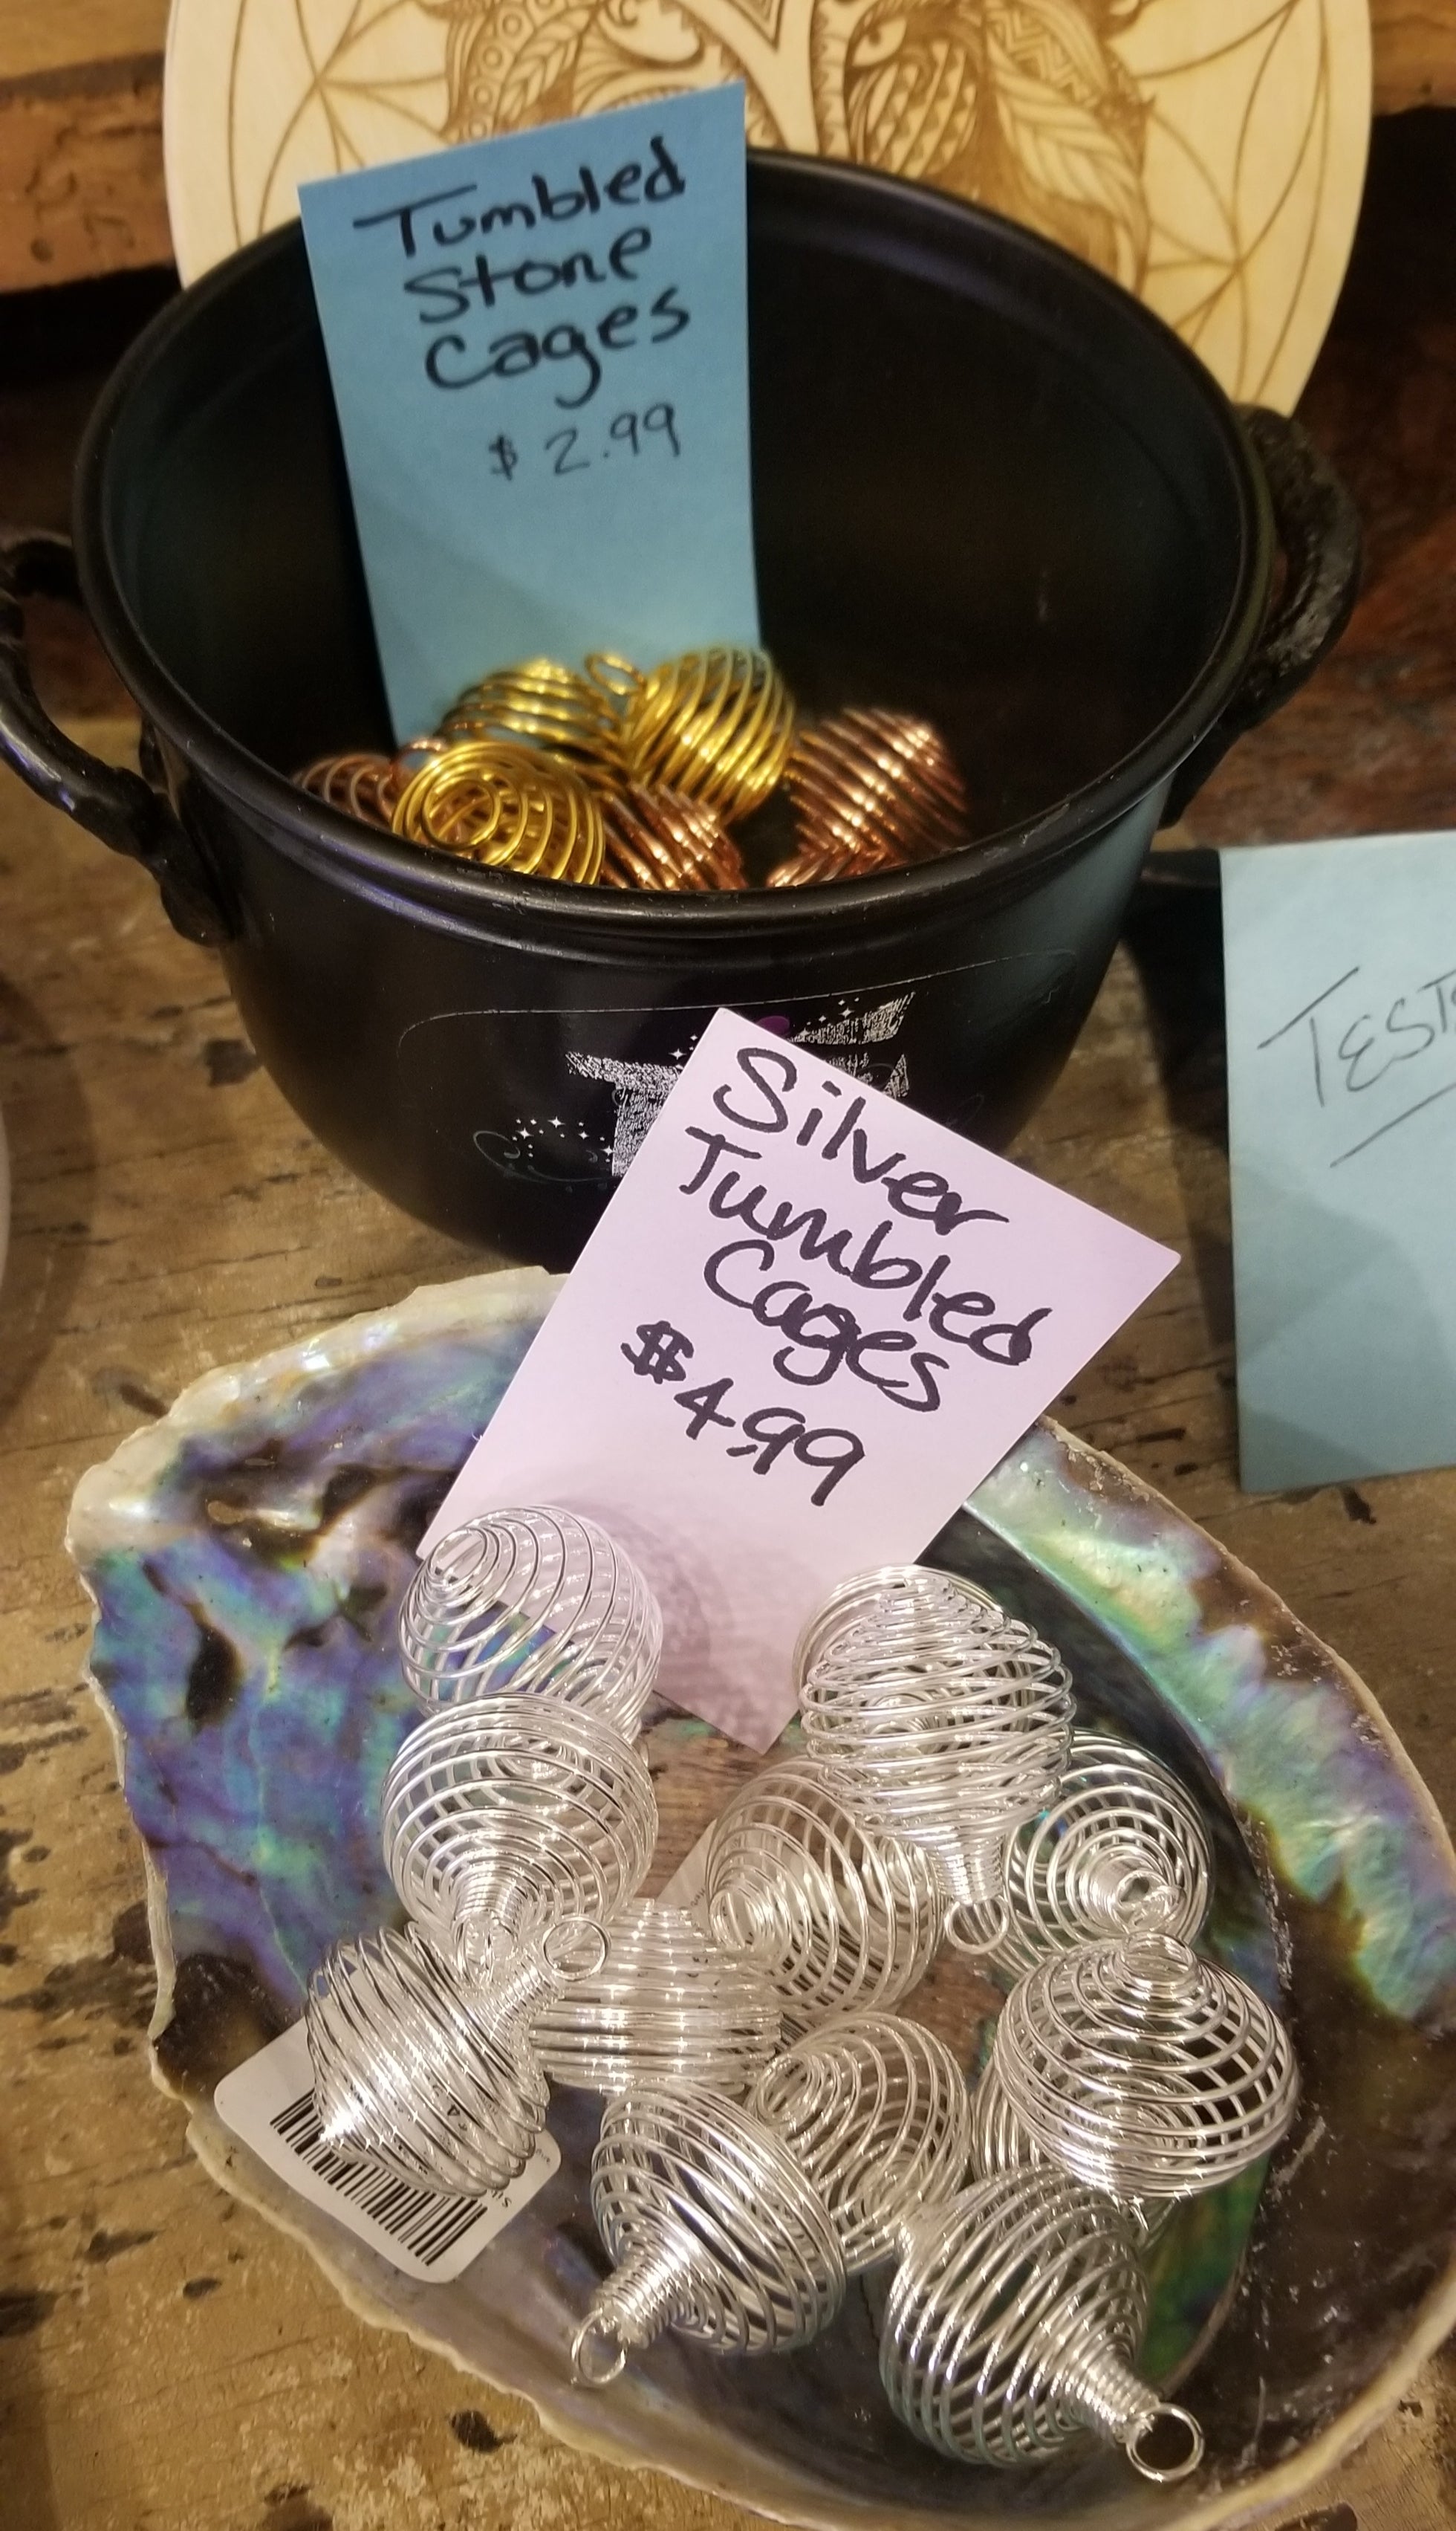 Tumbled
Stone
Cages
$ 2.99
Silver
Tumbled
Cages
$4.99